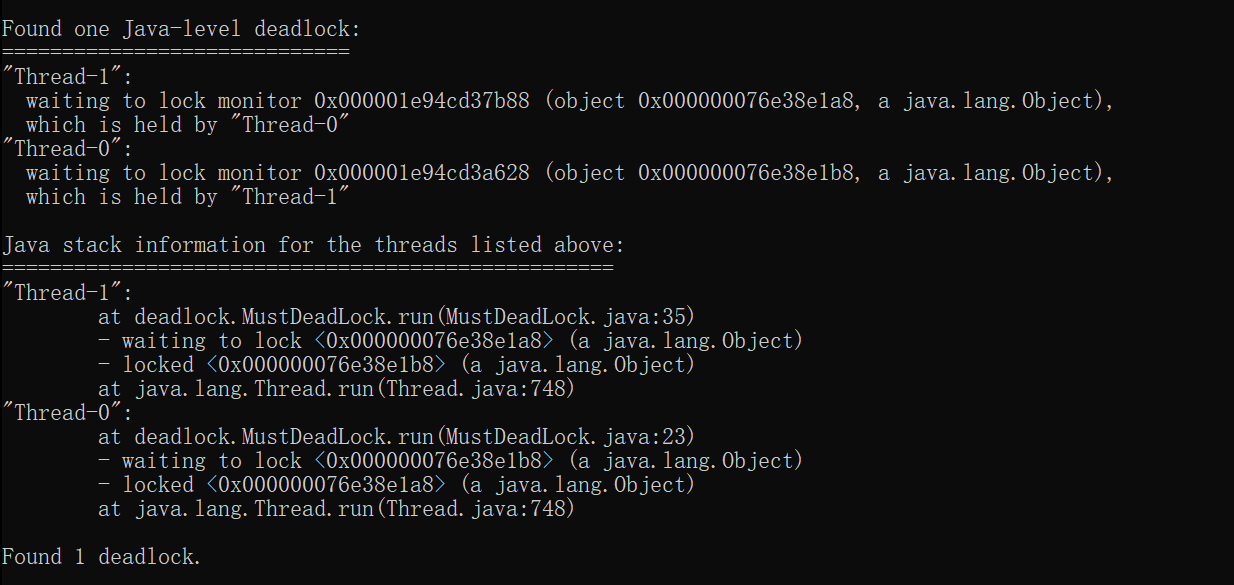 Found one Java-level deadlock:
=============================
"Thread-1":
  waiting to lock monitor 0x000001e94cd37b88 (object 0x000000076e38e1a8, a java.lang.Object),
  which is held by "Thread-0"
"Thread-0":
  waiting to lock monitor 0x000001e94cd3a628 (object 0x000000076e38e1b8, a java.lang.Object),
  which is held by "Thread-1"

Java stack information for the threads listed above:
===================================================
"Thread-1":
        at deadlock.MustDeadLock.run(MustDeadLock.java:35)
        - waiting to lock <0x000000076e38e1a8> (a java.lang.Object)
        - locked <0x000000076e38e1b8> (a java.lang.Object)
        at java.lang.Thread.run(Thread.java:748)
"Thread-0":
        at deadlock.MustDeadLock.run(MustDeadLock.java:23)
        - waiting to lock <0x000000076e38e1b8> (a java.lang.Object)
        - locked <0x000000076e38e1a8> (a java.lang.Object)
        at java.lang.Thread.run(Thread.java:748)

Found 1 deadlock.